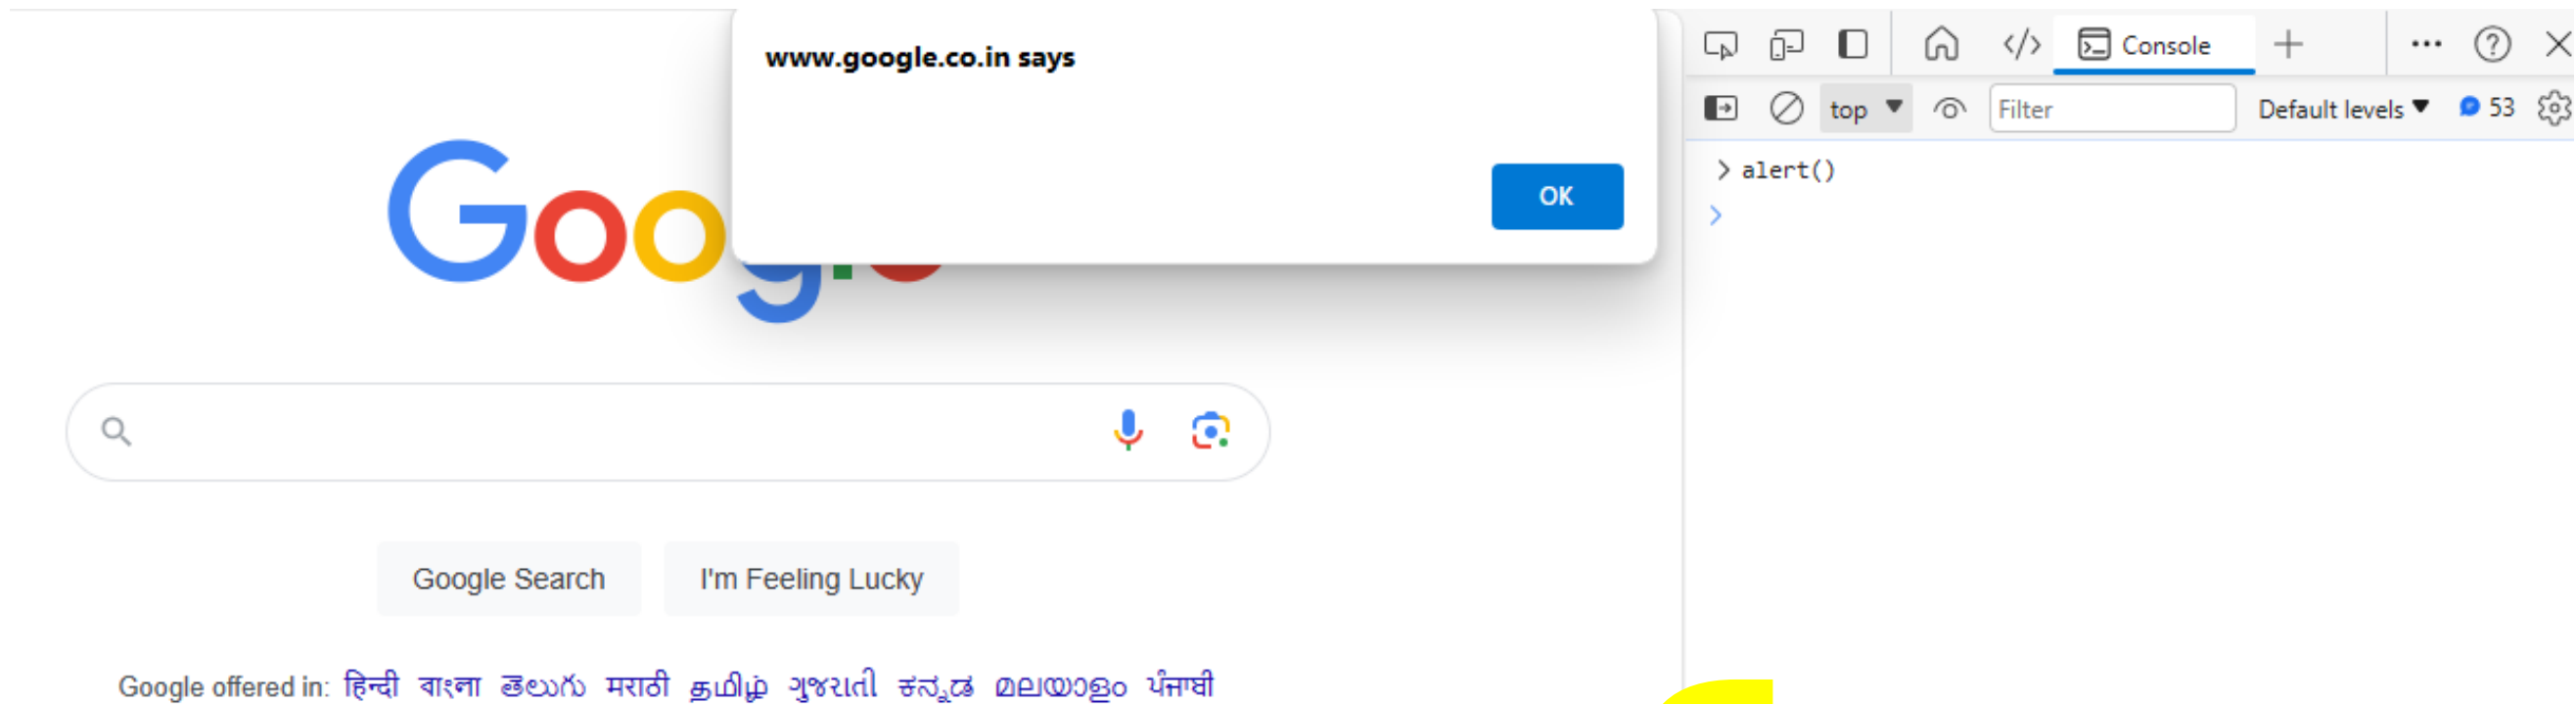 www.google.co.in says
OK
Goo
Google Search
I'm Feeling Lucky
Google offered in: हिन्दी বাংলা తెలుగు मराठी தமிழ் ગુજરાતી ಕನ್ನಡ മലയാളം ਪੰਜਾਬੀ
Console
top
Filter
Default levels
53
alert()